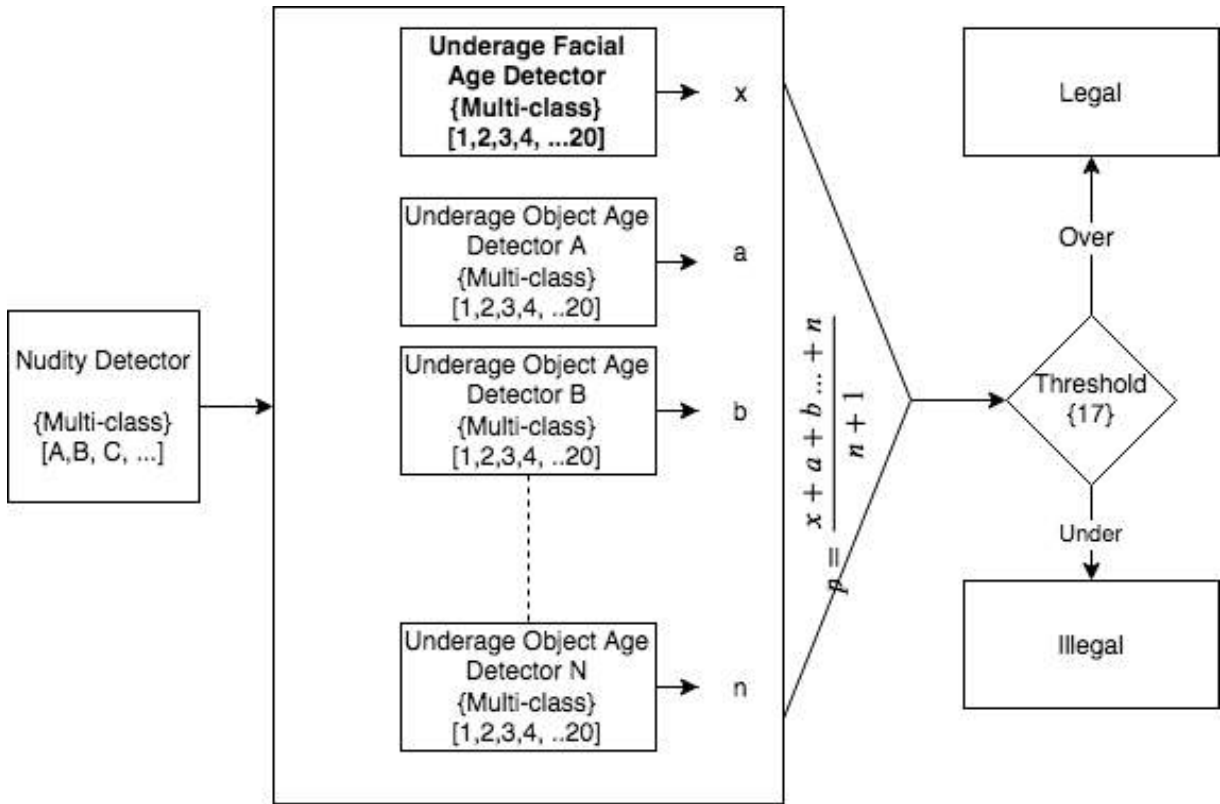 Nudity Detector
{Multi-class}
[A,B, C, ...]
Underage Facial
Age Detector
{Multi-class}
[1,2,3,4, ...20]
x
Underage Object Age
Detector A
{Multi-class}
[1,2,3,4, ..20]
a
Underage Object Age
Detector B
{Multi-class}
[1,2,3,4, ..20]
b
Underage Object Age
Detector N
{Multi-class}
[1,2,3,4, ..20]
n
p = x + a + b ... + n
n + 1
Legal
Over
Threshold
{17}
Under
Illegal